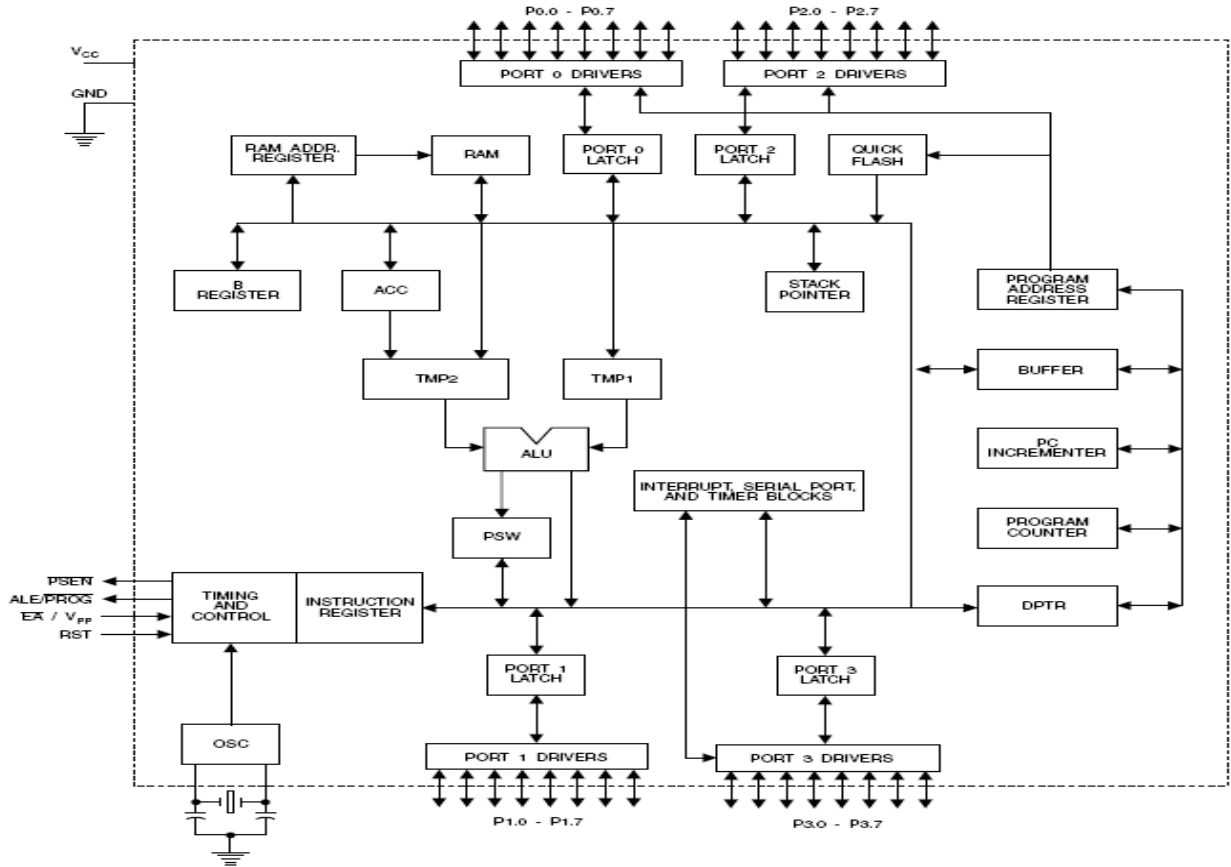 P0.0 - P0.7
P2.0 - P2.7
VCC
PORT 0 DRIVERS
PORT 2 DRIVERS
GND
RAM ADDR.
REGISTER
RAM
PORT 0
LATCH
PORT 2
LATCH
QUICK
FLASH
B
REGISTER
ACC
STACK
POINTER
PROGRAM
ADDRESS
REGISTER
TMP2
TMP1
BUFFER
ALU
PC
INCREMENTER
INTERRUPT, SERIAL PORT,
AND TIMER BLOCKS
PSW
PROGRAM
COUNTER
PSEN
ALE/PROG
EA / VPP
RST
TIMING
AND
CONTROL
INSTRUCTION
REGISTER
DPTR
PORT 1
LATCH
PORT 3
LATCH
OSC
PORT 1 DRIVERS
PORT 3 DRIVERS
P1.0 - P1.7
P3.0 - P3.7